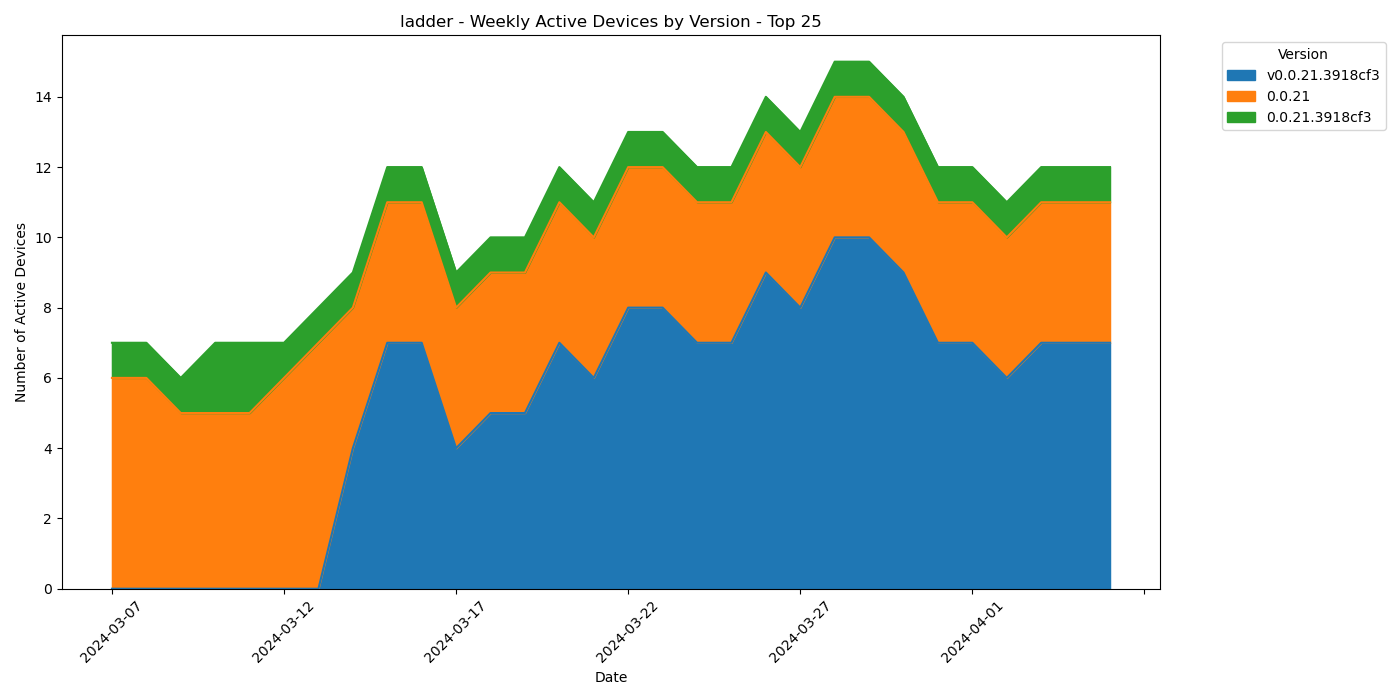 ladder - Weekly Active Devices by Version - Top 25
Version
v0.0.21.3918cf3
0.0.21
0.0.21.3918cf3
Number of Active Devices
14
12
10
8
6
4
2
0
2024-03-07
2024-03-12
2024-03-17
2024-03-22
2024-03-27
2024-04-01
Date